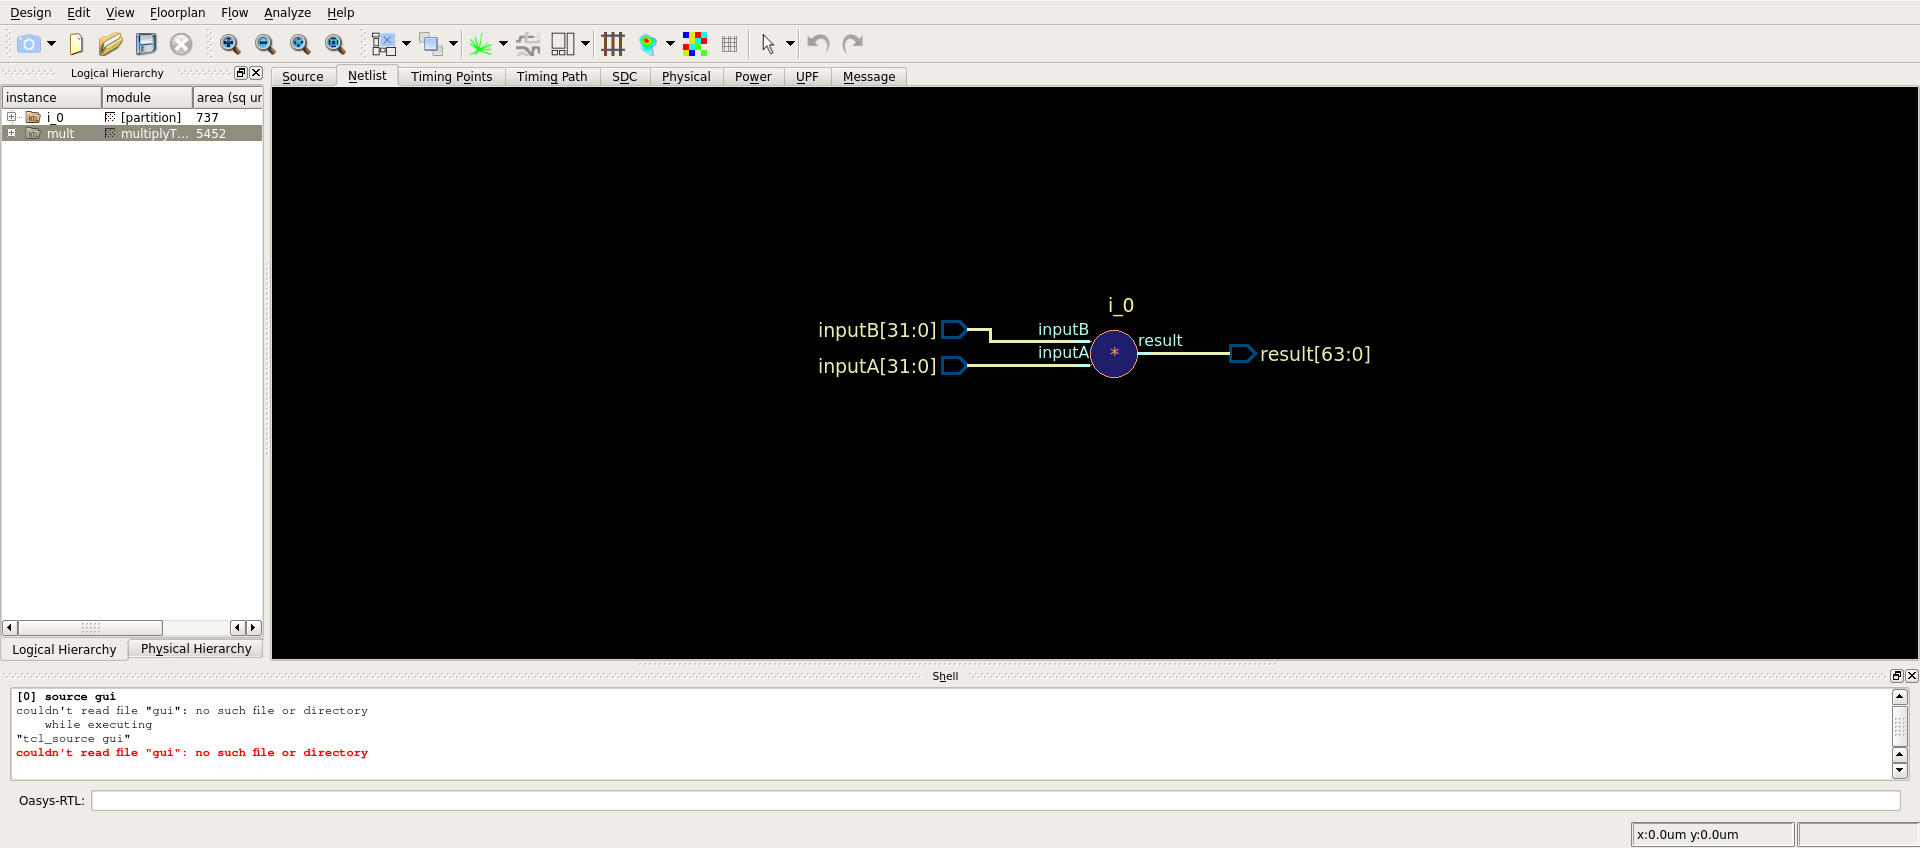 Design Edit View Floorplan Flow Analyze Help
Logical Hierarchy
instance module area (sq ur
i_0 [partition] 737
mult multiplyT... 5452
Logical Hierarchy Physical Hierarchy
Source Netlist Timing Points Timing Path SDC Physical Power UPF Message
i_0
inputB[31:0] inputB
result
inputA
* result[63:0]
inputA[31:0]
Shell
[0] source gui
couldn't read file "gui": no such file or directory
while executing
"tcl_source gui"
couldn't read file "gui": no such file or directory
Oasys-RTL:
x:0.0um y:0.0um